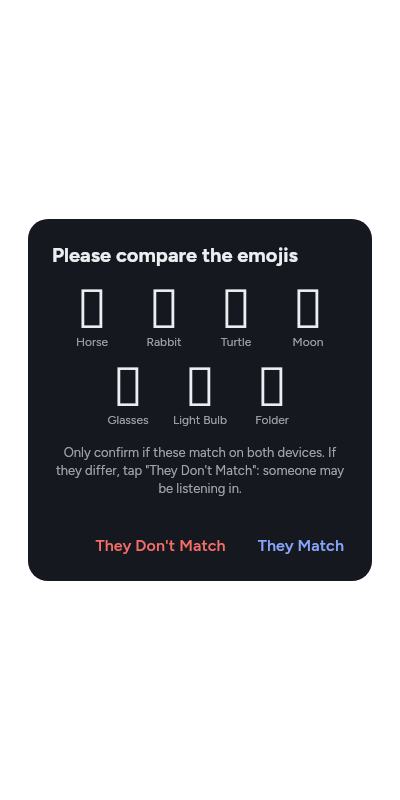 Please compare the emojis
Horse Rabbit Turtle Moon
Glasses Light Bulb Folder
Only confirm if these match on both devices. If
they differ, tap "They Don't Match": someone may
be listening in.
They Don't Match They Match